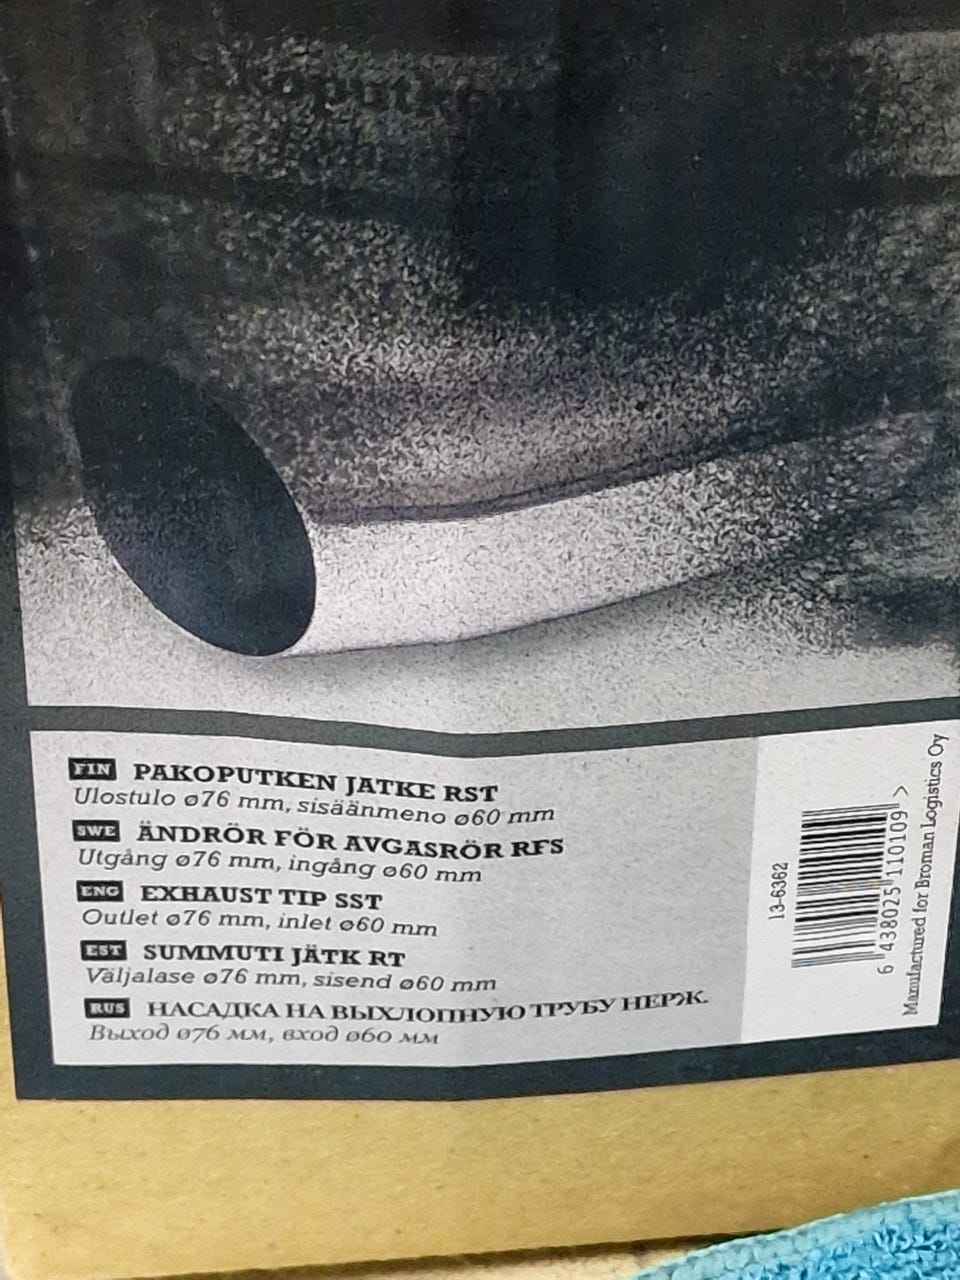 FIN PAKOPUTKEN JATKE RST
Ulostulo ø76 mm, sisäänmeno ø60 mm
SWE ÄNDRÖR FÖR AVGASRÖR RFS
Utgång ø76 mm, ingång ø60 mm
ENG EXHAUST TIP SST
Outlet ø76 mm, inlet ø60 mm
EST SUMMUTI JÄTK RT
Väljalase ø76 mm, sisend ø60 mm
RUS НАСАДКА НА ВЫХЛОПНУЮ ТРУБУ НЕРЖ.
Выход ø76 мм, вход ø60 мм
13-6362
6 438025 110109 >
Manufactured for Broman Logistics Oy